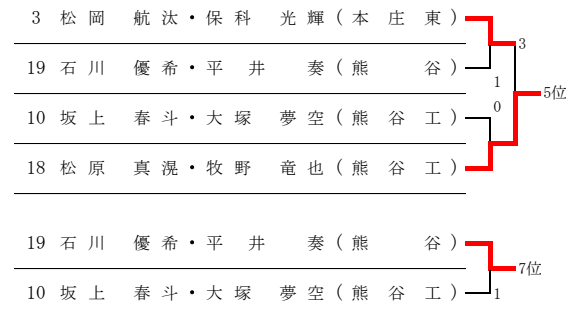 3 松岡 航汰・保科 光輝(本庄東)
3
19 石川 優希・平井 奏(熊谷)
1
5位
0
10 坂上 春斗・大塚 夢空(熊谷工)
18 松原 真滉・牧野 竜也(熊谷工)
19 石川 優希・平井 奏(熊谷)
7位
10 坂上 春斗・大塚 夢空(熊谷工)
1